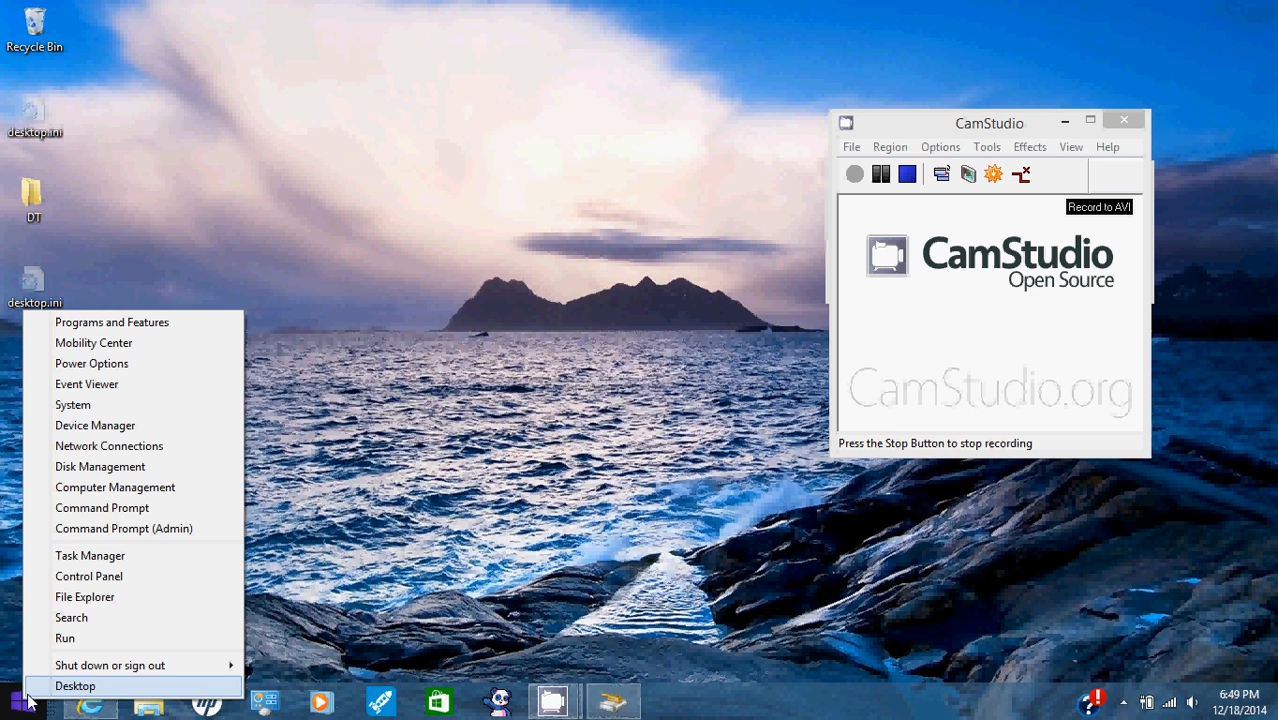 Recycle Bin
desktop.ini
DT
desktop.ini
Programs and Features
Mobility Center
Power Options
Event Viewer
System
Device Manager
Network Connections
Disk Management
Computer Management
Command Prompt
Command Prompt (Admin)
Task Manager
Control Panel
File Explorer
Search
Run
Shut down or sign out
Desktop
CamStudio
File Region Options Tools Effects View Help
Record to AVI
CamStudio
Open Source
CamStudio.org
Press the Stop Button to stop recording
hp
6:49 PM
12/18/2014